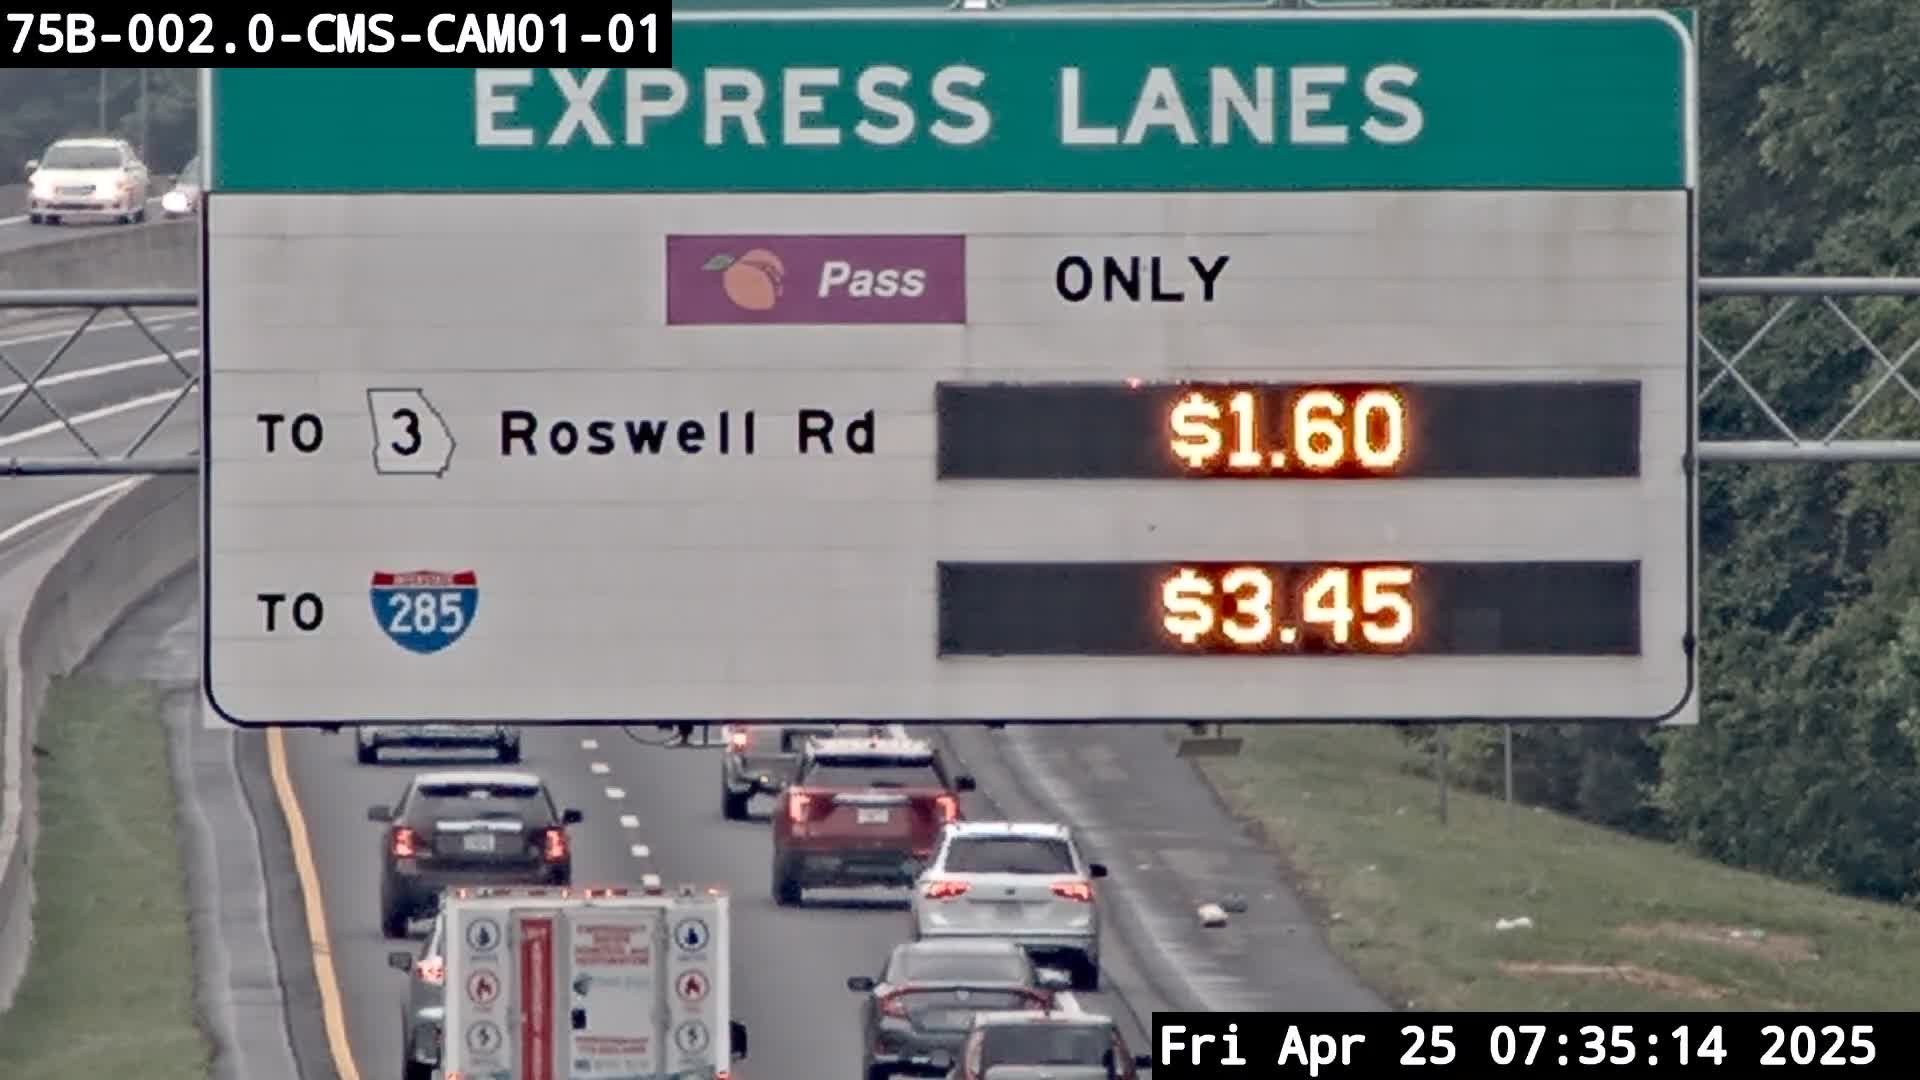 75B-002.0-CMS-CAM01-01
EXPRESS LANES
Pass ONLY
TO 3 Roswell Rd $1.60
TO INTERSTATE 285 $3.45
Fri Apr 25 07:35:14 2025